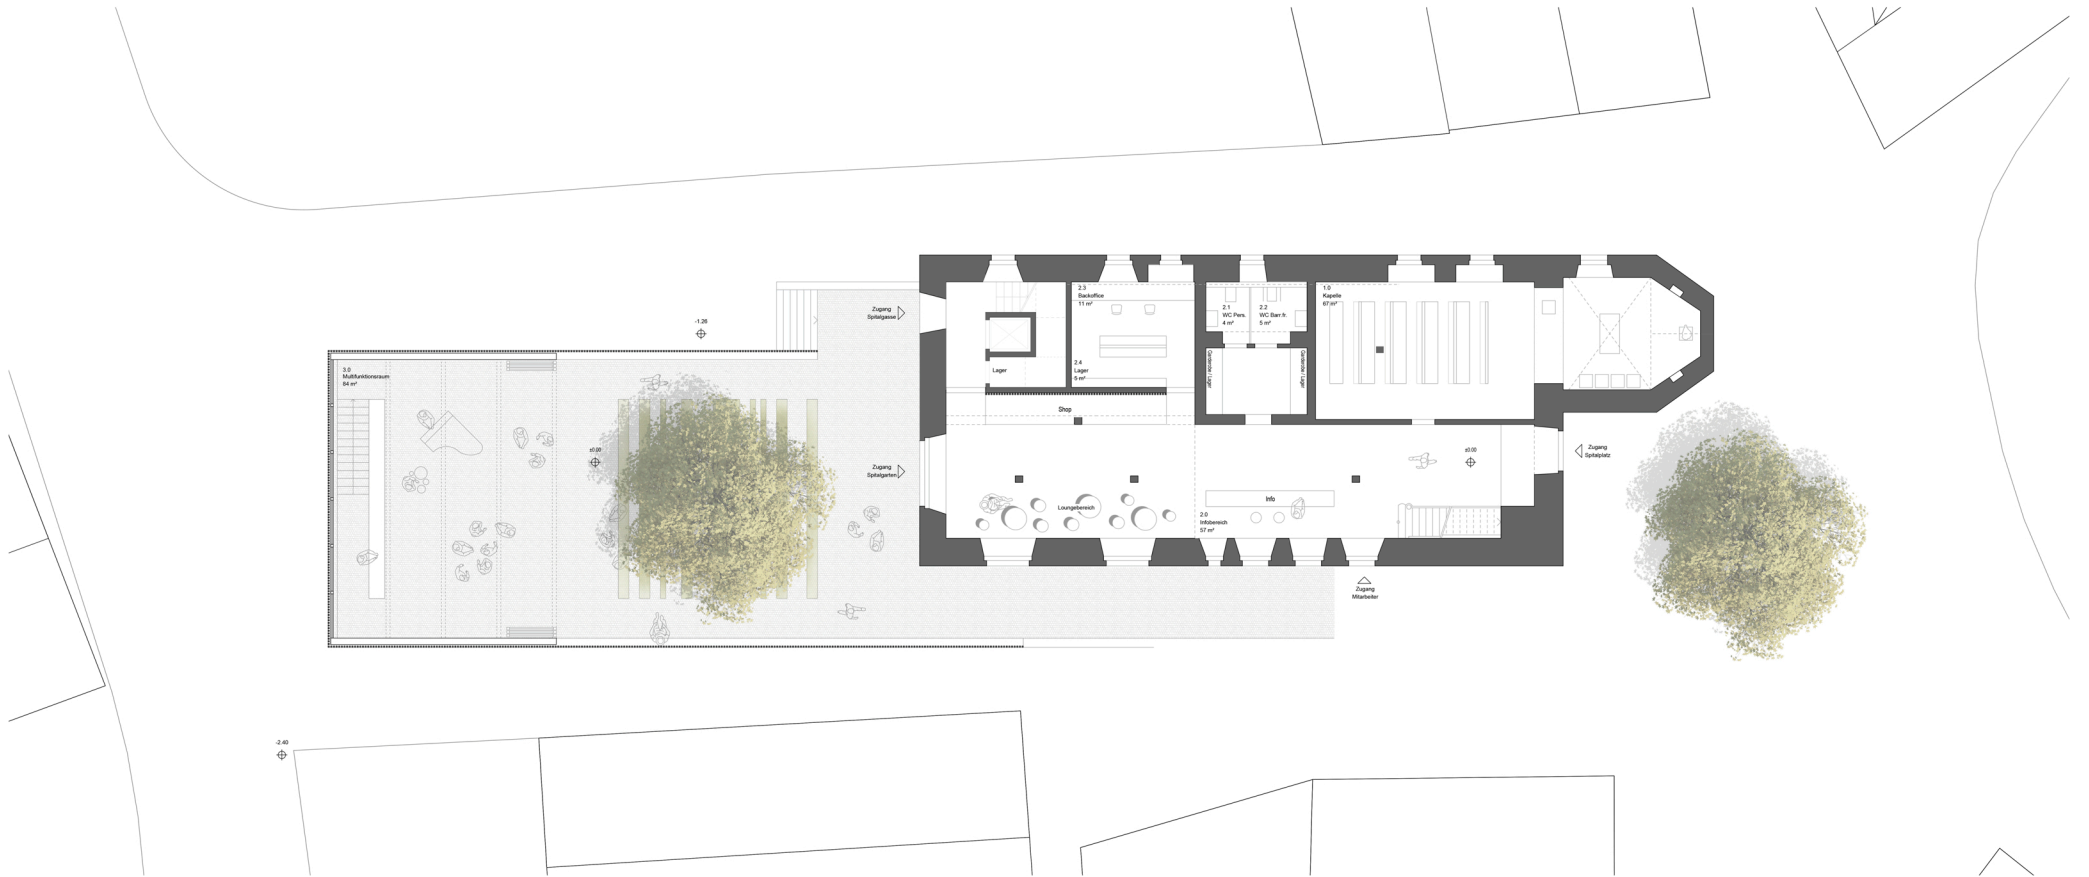 Zugang
Spitalgasse
-1.26
3.0
Multifunktionsraum
84 m²
±0.00
Zugang
Spitalgarten
2.3
Backoffice
11 m²
2.4
Lager
5 m²
Lager
Shop
2.1
WC Pers.
4 m²
2.2
WC Barr.fr.
5 m²
Garderobe / Lager
Garderobe / Lager
1.0
Kapelle
67 m²
Loungebereich
Info
2.0
Infobereich
57 m²
±0.00
Zugang
Spitalplatz
Zugang
Mitarbeiter
-2.40